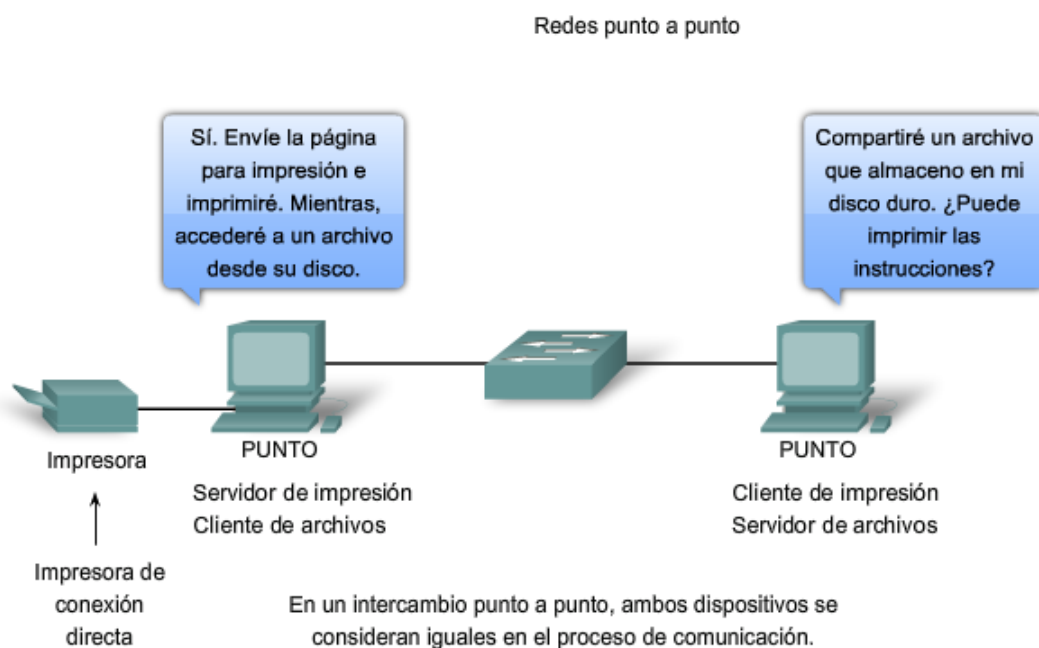 Redes punto a punto
Sí. Envíe la página
para impresión e
imprimiré. Mientras,
accederé a un archivo
desde su disco.
Compartiré un archivo
que almaceno en mi
disco duro. ¿Puede
imprimir las
instrucciones?
Impresora
PUNTO
PUNTO
Servidor de impresión
Cliente de archivos
Cliente de impresión
Servidor de archivos
Impresora de
conexión
directa
En un intercambio punto a punto, ambos dispositivos se
consideran iguales en el proceso de comunicación.